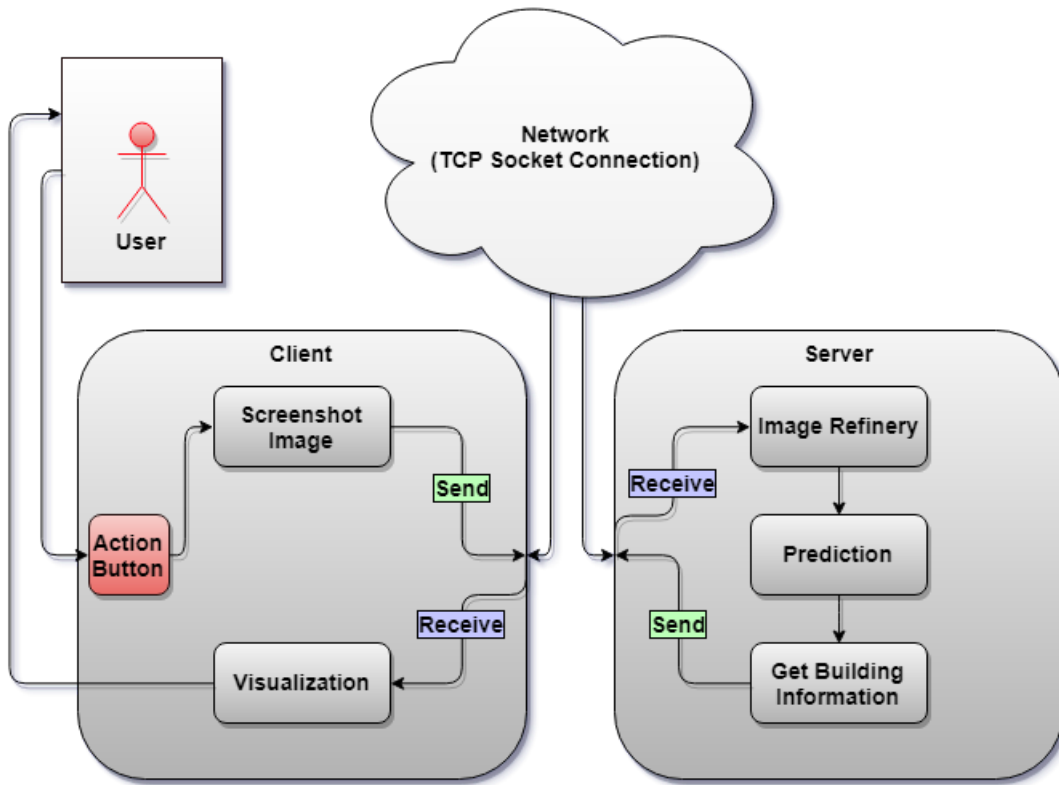 Network
(TCP Socket Connection)
User
Client
Screenshot
Image
Send
Action
Button
Receive
Visualization
Server
Image Refinery
Receive
Prediction
Send
Get Building
Information